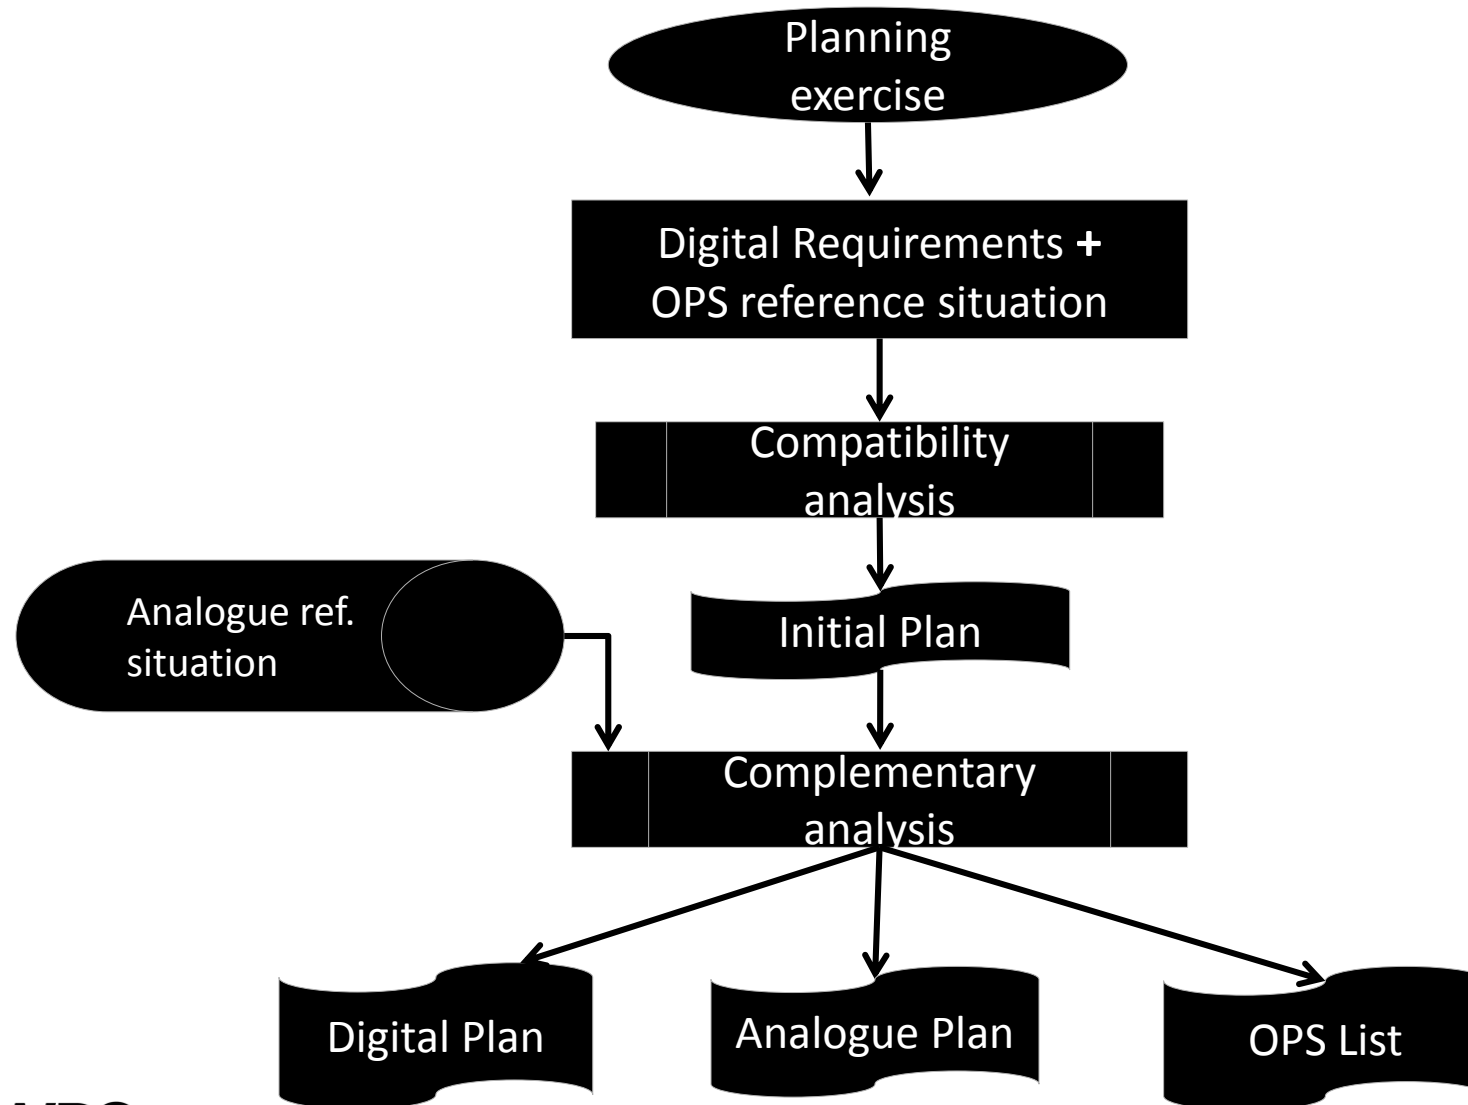 Planning
exercise
Digital Requirements +
OPS reference situation
Compatibility
analysis
Analogue ref.
situation
Initial Plan
Complementary
analysis
Digital Plan
Analogue Plan
OPS List